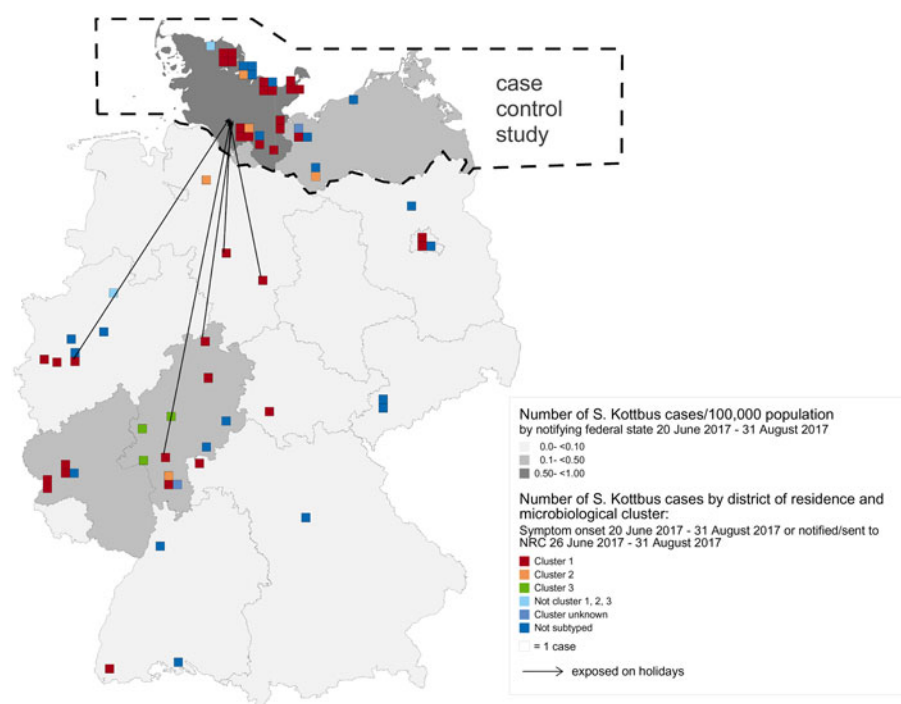 case
control
study
Number of S. Kottbus cases/100,000 population
by notifying federal state 20 June 2017 - 31 August 2017
0.0- <0.10
0.1- <0.50
0.50- <1.00
Number of S. Kottbus cases by district of residence and
microbiological cluster:
Symptom onset 20 June 2017 - 31 August 2017 or notified/sent to
NRC 26 June 2017 - 31 August 2017
Cluster 1
Cluster 2
Cluster 3
Not cluster 1, 2, 3
Cluster unknown
Not subtyped
= 1 case
exposed on holidays